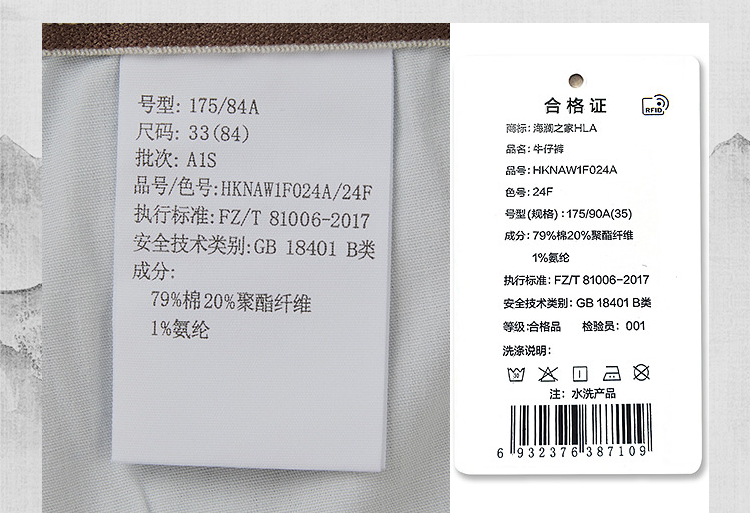 号型: 175/84A
尺码: 33(84)
批次: A1S
品号/色号:HKNAW1F024A/24F
执行标准:FZ/T 81006-2017
安全技术类别:GB 18401 B类
成分:
79%棉20%聚酯纤维
1%氨纶
合格证
RFID
商标: 海澜之家HLA
品名: 牛仔裤
品号: HKNAW1F024A
色号: 24F
号型(规格) : 175/90A(35)
成分: 79%棉20%聚酯纤维
1%氨纶
执行标准: FZ/T 81006-2017
安全技术类别: GB 18401 B类
等级:合格品 检验员: 001
洗涤说明:
30
注: 水洗产品
6 932376 387109